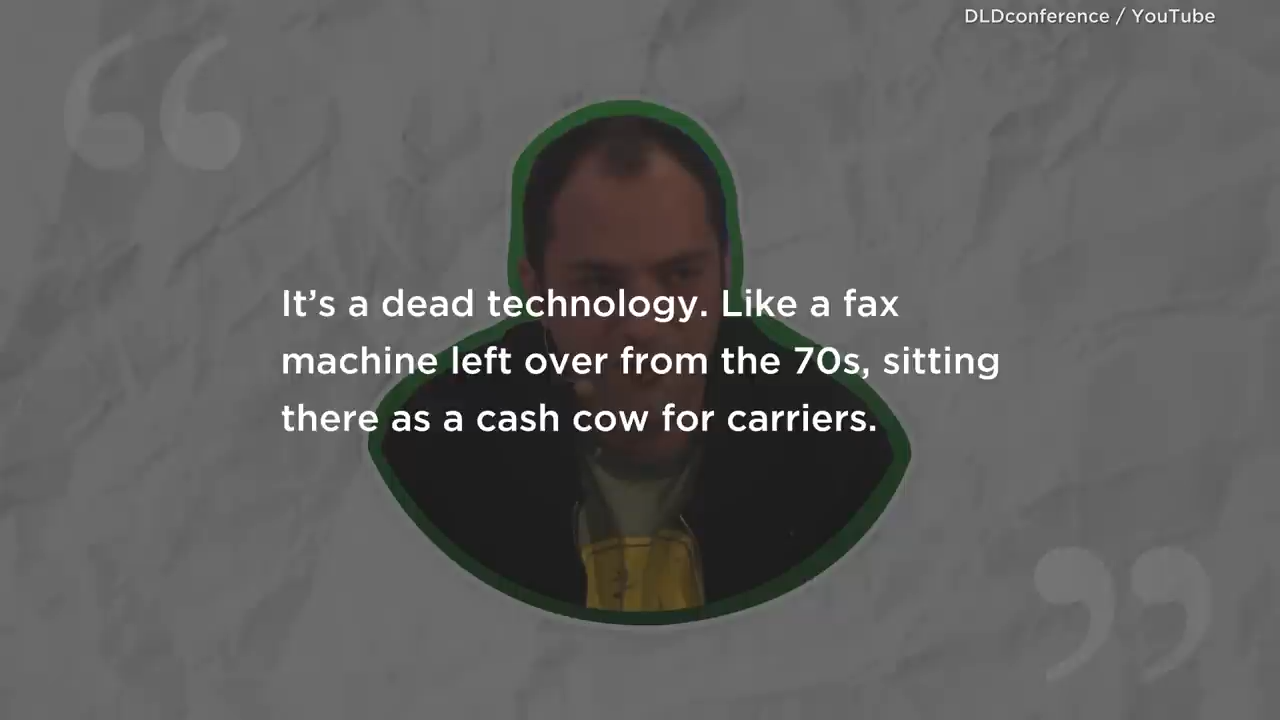 DLDconference / YouTube
It’s a dead technology. Like a fax
machine left over from the 70s, sitting
there as a cash cow for carriers.